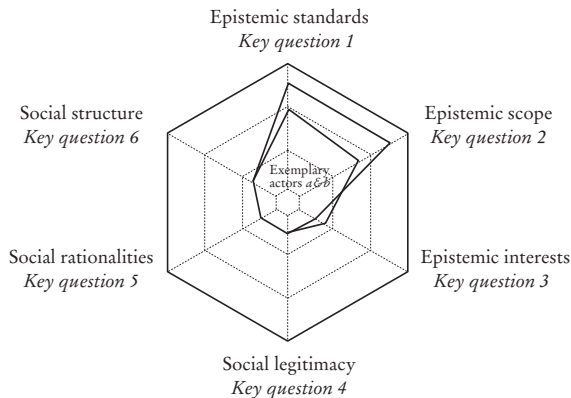 Epistemic standards
Key question 1
Social structure
Key question 6
Epistemic scope
Key question 2
Exemplary
actors a&b
Social rationalities
Key question 5
Epistemic interests
Key question 3
Social legitimacy
Key question 4